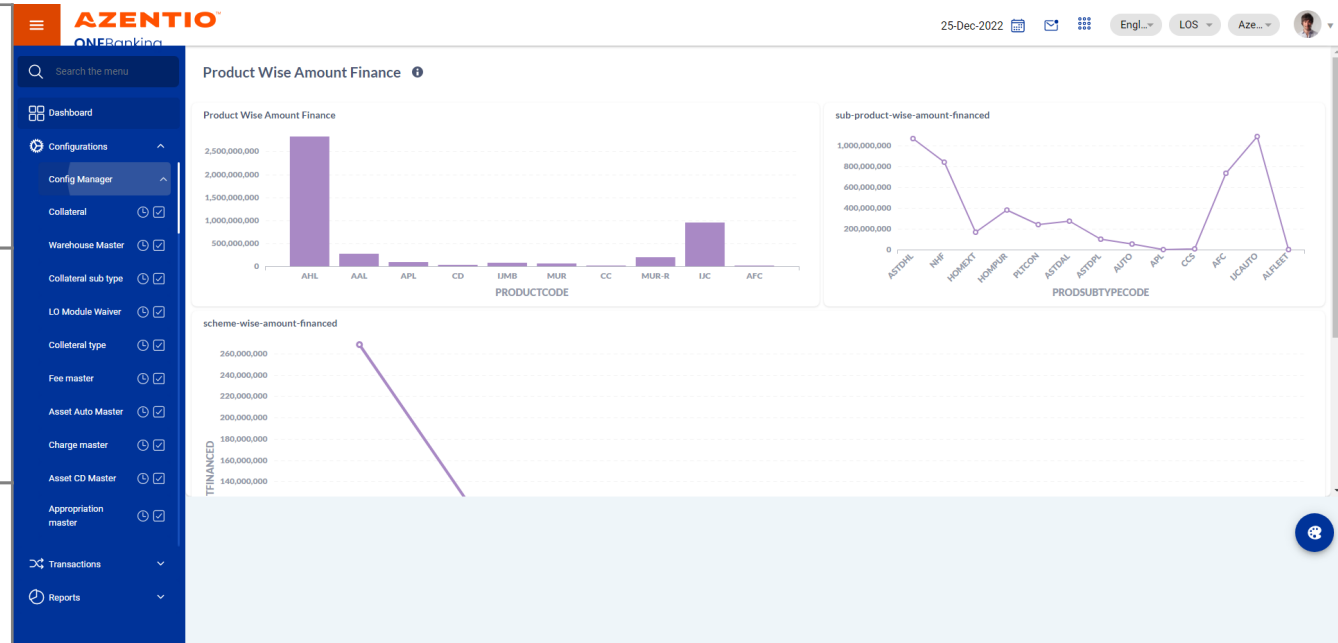 AZENTIO™
ONEBanking
25-Dec-2022
Engl...
LOS
Aze...
Search the menu
Dashboard
Configurations
Config Manager
Collateral
Warehouse Master
Collateral sub type
LO Module Waiver
Colleteral type
Fee master
Asset Auto Master
Charge master
Asset CD Master
Appropriation
master
Transactions
Reports
Product Wise Amount Finance
Product Wise Amount Finance
2,500,000,000
2,000,000,000
1,500,000,000
1,000,000,000
500,000,000
0
AHL AAL APL CD IJMB MUR CC MUR-R IJC AFC
PRODUCTCODE
sub-product-wise-amount-financed
1,000,000,000
800,000,000
600,000,000
400,000,000
200,000,000
0
ASTDHL NHF HOMEXT HOMPUR PLTCON ASTDAL ASTDPL AUTO APL CCS AFC IJCAUTO ALFLEET
PRODSUBTYPECODE
scheme-wise-amount-financed
260,000,000
240,000,000
220,000,000
200,000,000
180,000,000
160,000,000
140,000,000
TFINANCED